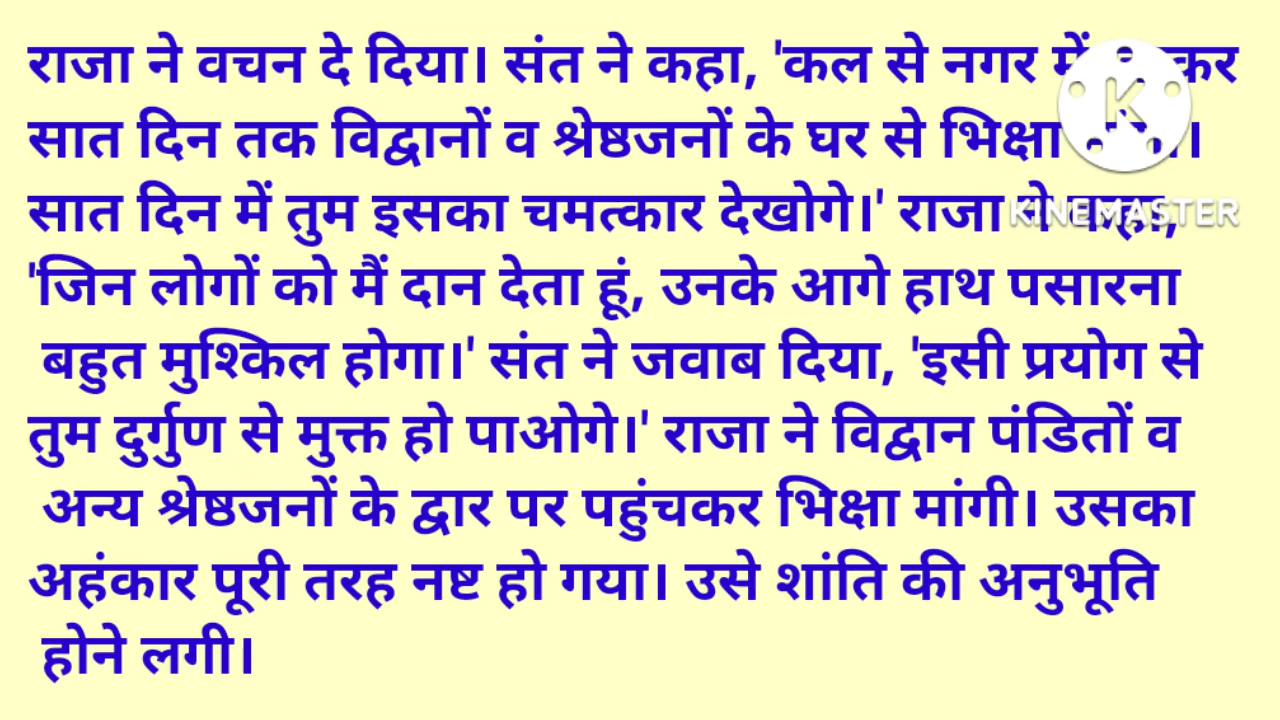 राजा ने वचन दे दिया। संत ने कहा, 'कल से नगर में
सात दिन तक विद्वानों व श्रेष्ठजनों के घर से भिक्षा
सात दिन में तुम इसका चमत्कार देखोगे।' राजा ने कहा,
'जिन लोगों को मैं दान देता हूं, उनके आगे हाथ पसारना
बहुत मुश्किल होगा।' संत ने जवाब दिया, 'इसी प्रयोग से
तुम दुर्गुण से मुक्त हो पाओगे।' राजा ने विद्वान पंडितों व
अन्य श्रेष्ठजनों के द्वार पर पहुंचकर भिक्षा मांगी। उसका
अहंकार पूरी तरह नष्ट हो गया। उसे शांति की अनुभूति
होने लगी।
K
KINEMASTER